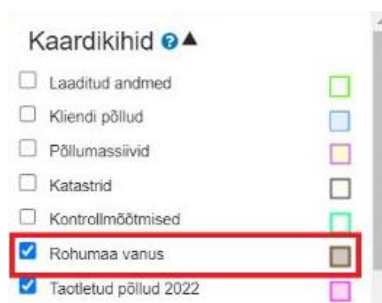 Kaardikihid ?▲
Laaditud andmed
Kliendi põllud
Põllumassiivid
Katastrid
Kontrollmõõtmised
Rohumaa vanus
Taotletud põllud 2022